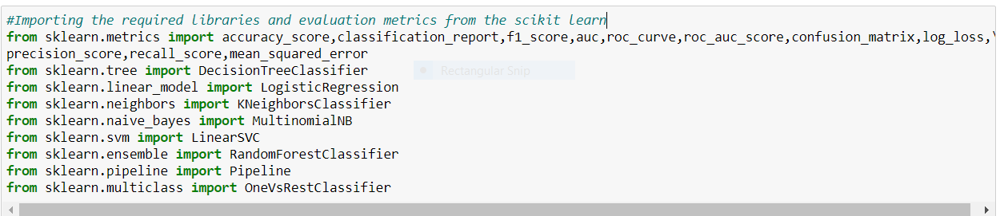 #Importing the required libraries and evaluation metrics from the scikit learn
from sklearn.metrics import accuracy_score,classification_report,f1_score,auc,roc_curve,roc_auc_score,confusion_matrix,log_loss,\
precision_score,recall_score,mean_squared_error
from sklearn.tree import DecisionTreeClassifier
Rectangular Snip
from sklearn.linear_model import LogisticRegression
from sklearn.neighbors import KNeighborsClassifier
from sklearn.naive_bayes import MultinomialNB
from sklearn.svm import LinearSVC
from sklearn.ensemble import RandomForestClassifier
from sklearn.pipeline import Pipeline
from sklearn.multiclass import OneVsRestClassifier